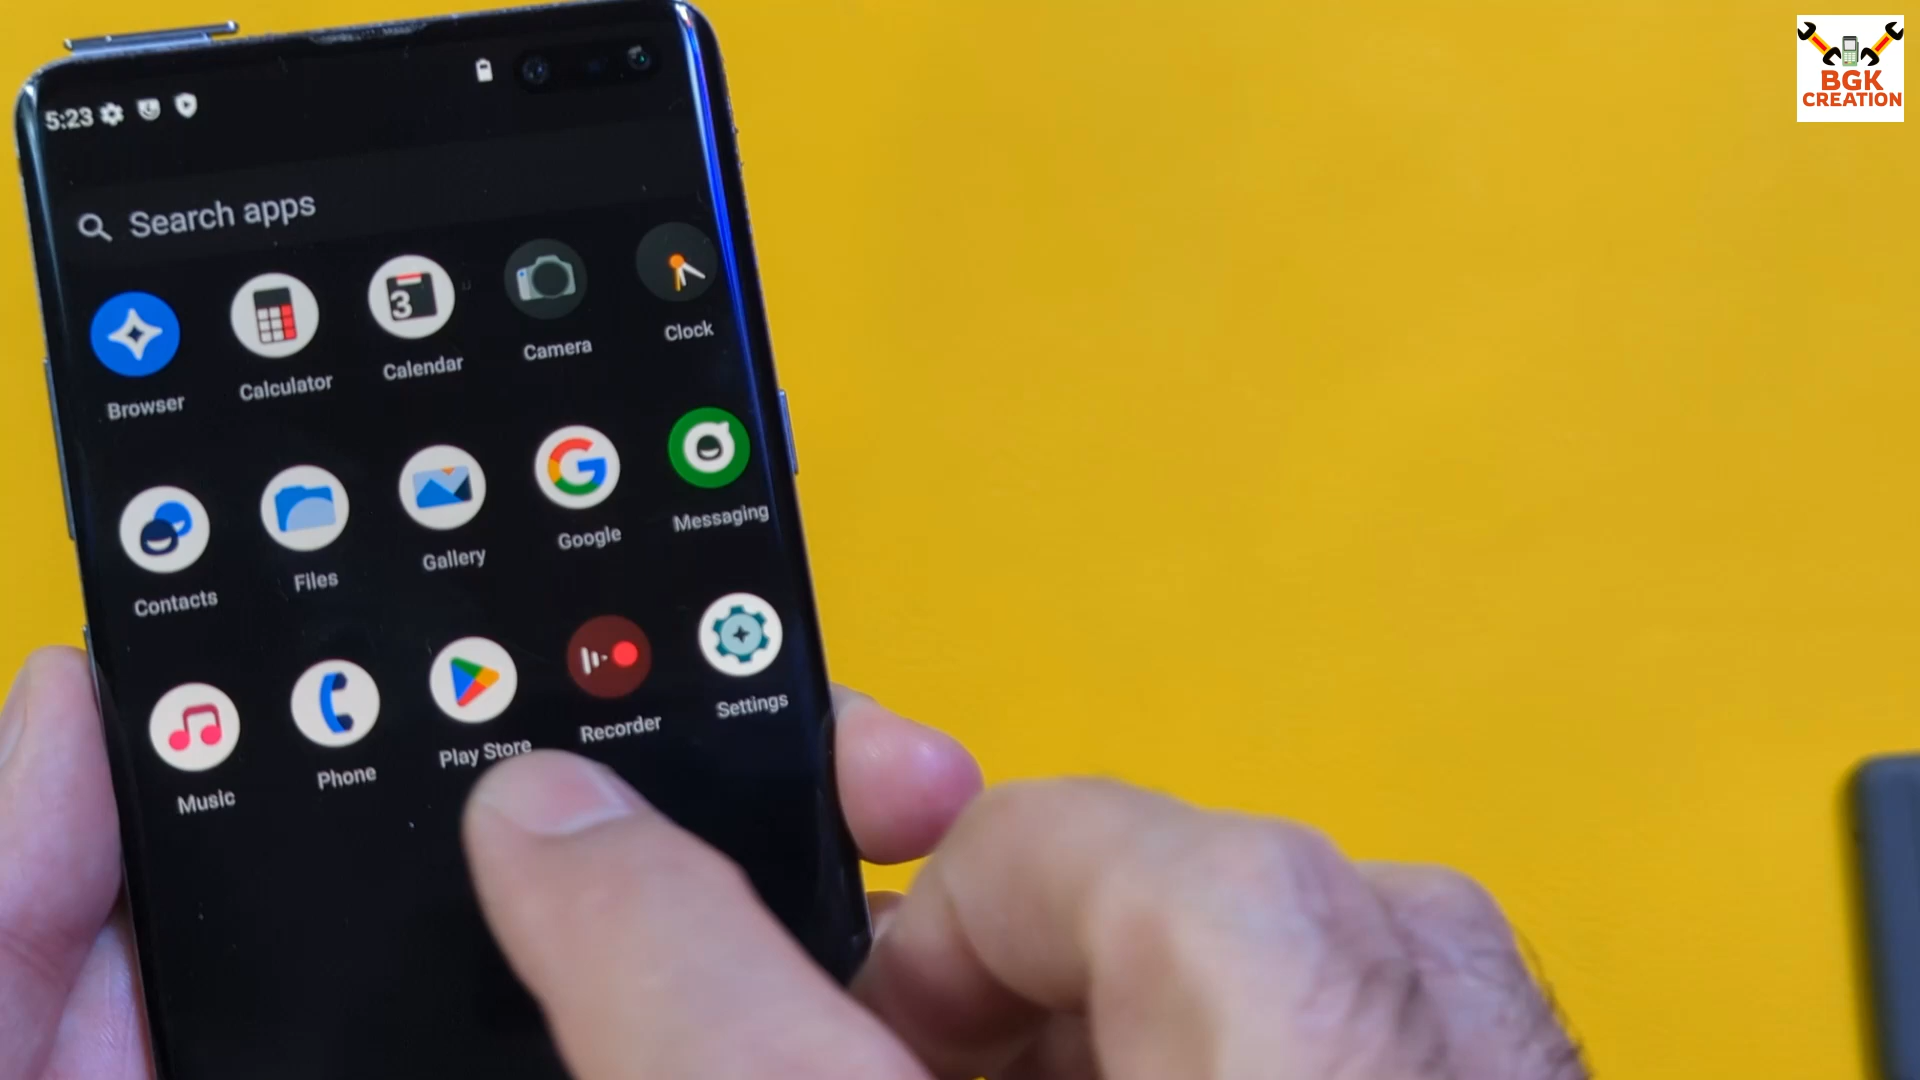 BGK
CREATION
5:23
Search apps
Browser
Calculator
Calendar
3
Camera
Clock
Contacts
Files
Gallery
Google
Messaging
Music
Phone
Play Store
Recorder
Settings